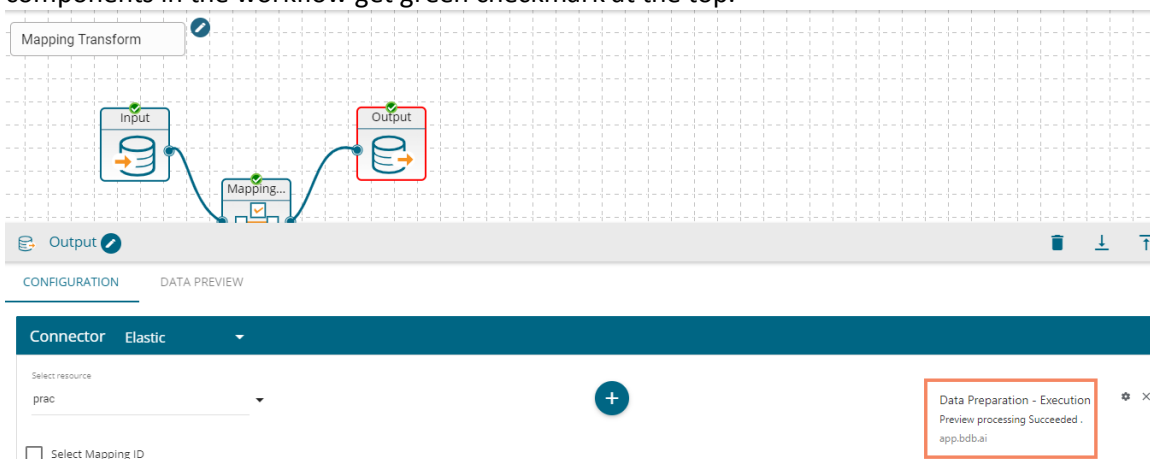 components in the workflow get green checkmark at the top.
Mapping Transform
Input
Output
Mapping...
Output
CONFIGURATION
DATA PREVIEW
Connector Elastic
Select resource
prac
Data Preparation - Execution
Preview processing Succeeded .
app.bdb.ai
Select Mapping ID